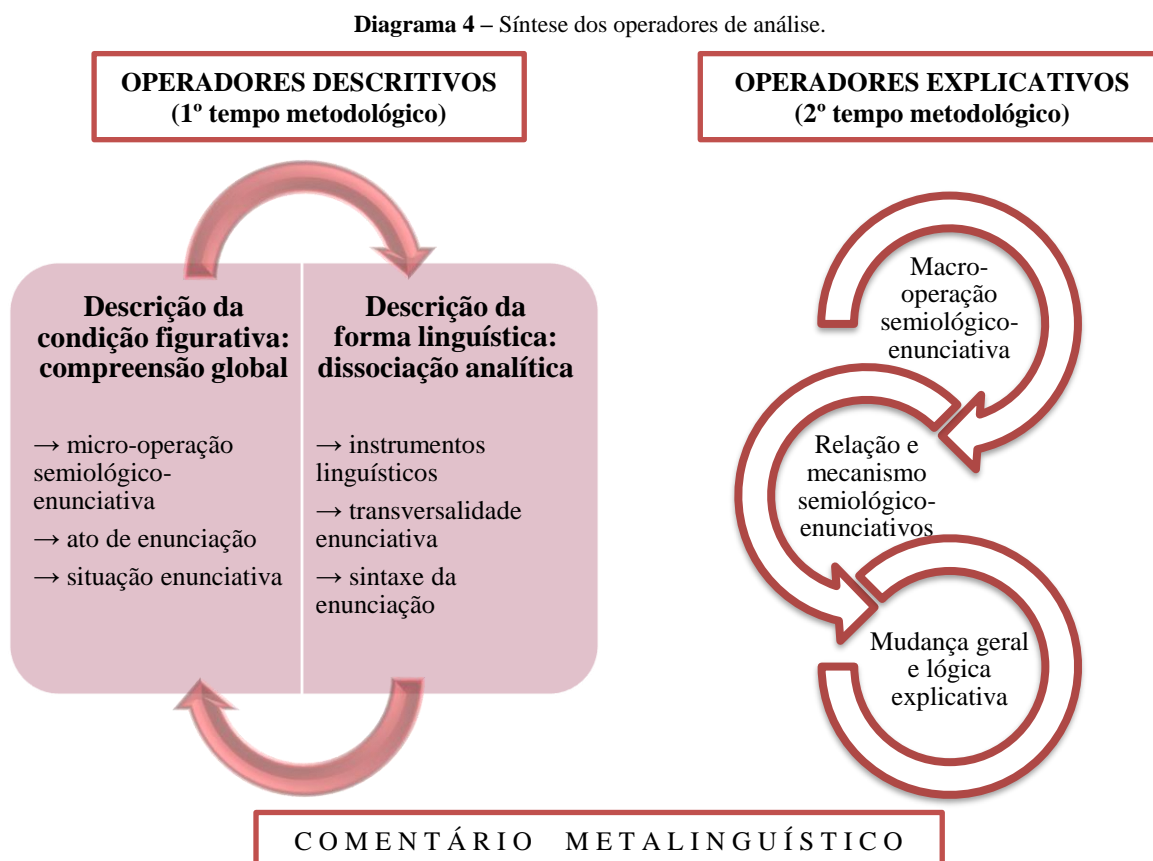 Diagrama 4 – Síntese dos operadores de análise.
OPERADORES DESCRITIVOS
(1º tempo metodológico)
OPERADORES EXPLICATIVOS
(2º tempo metodológico)
Descrição da
condição figurativa:
compreensão global
→ micro-operação
semiológico-
enunciativa
→ ato de enunciação
→ situação enunciativa
Descrição da
forma linguística:
dissociação analítica
→ instrumentos
linguísticos
→ transversalidade
enunciativa
→ sintaxe da
enunciação
Macro-
operação
semiológico-
enunciativa
Relação e
mecanismo
semiológico-
enunciativos
Mudança geral
e lógica
explicativa
COMENTÁRIO METALINGUÍSTICO